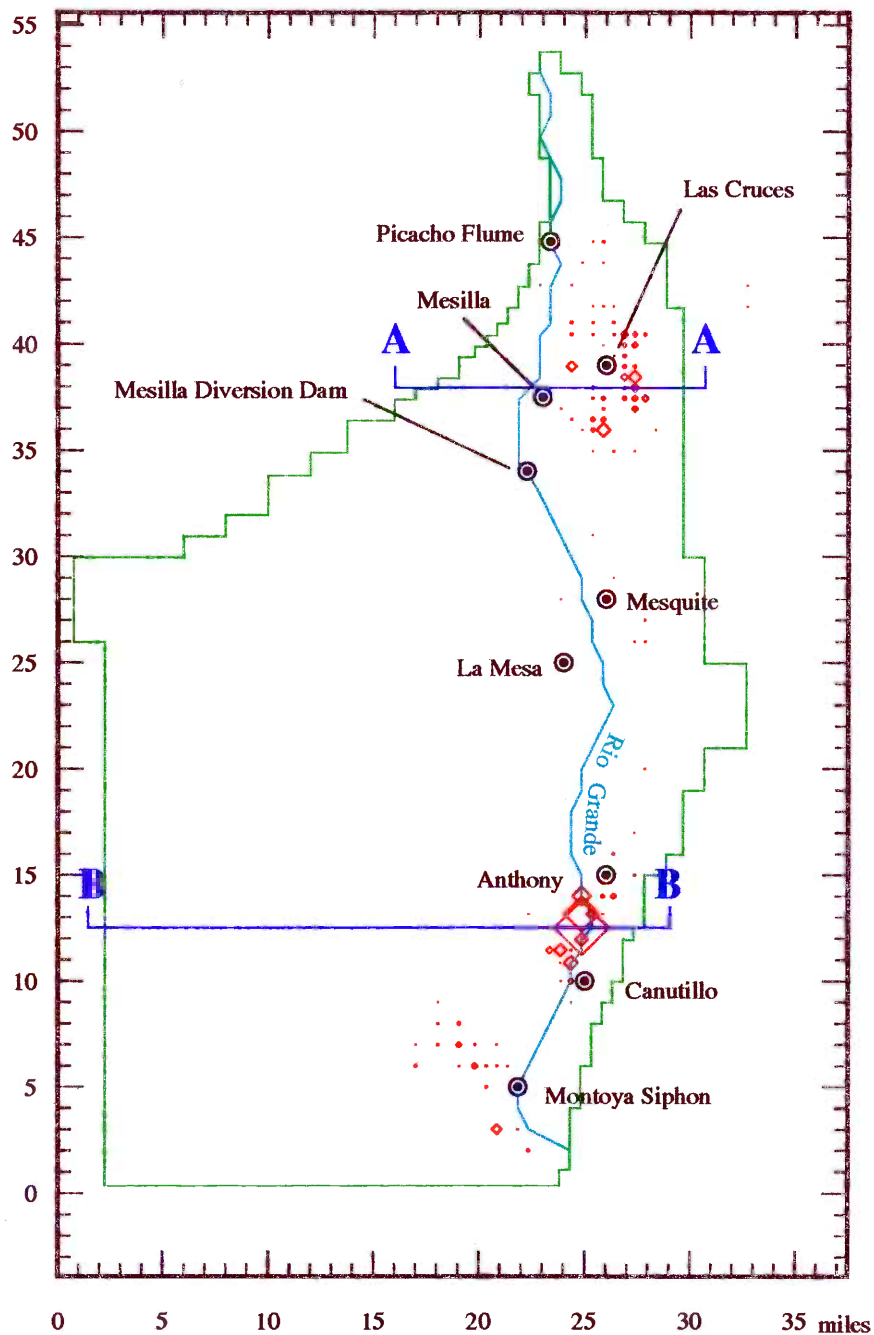 55
50
Las Cruces
45
Picacho Flume
Mesilla
40
A
A
Mesilla Diversion Dam
35
30
Mesquite
La Mesa
25
Rio Grande
20
15
Anthony
B
B
10
Canutillo
5
Montoya Siphon
0
0 5 10 15 20 25 30 35 miles